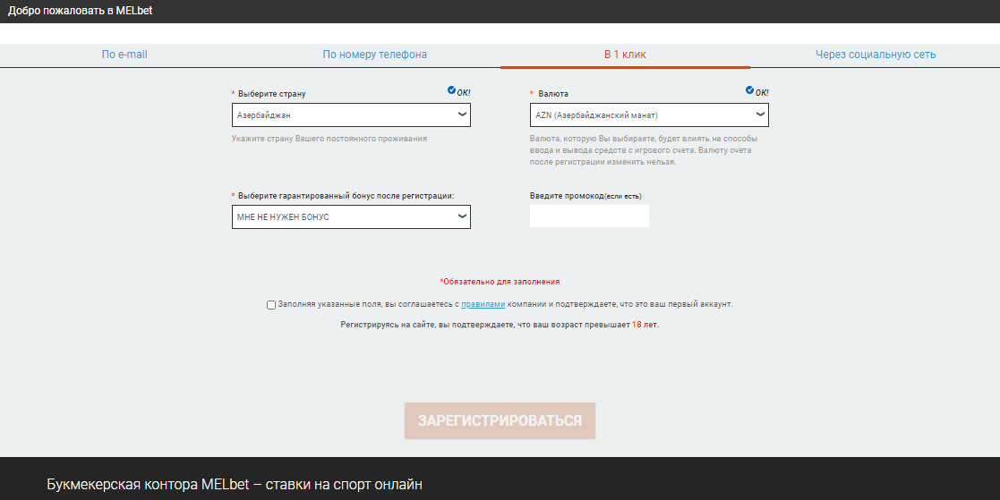 Добро пожаловать в MELbet
По e-mail
По номеру телефона
В 1 клик
Через социальную сеть
* Выберите страну
OK!
* Валюта
OK!
Азербайджан
AZN (Азербайджанский манат)
Укажите страну Вашего постоянного проживания
Валюта, которую Вы выбираете, будет влиять на способы
ввода и вывода средств с игрового счета. Валюту счета
после регистрации изменить нельзя.
* Выберите гарантированный бонус после регистрации:
Введите промокод(если есть)
МНЕ НЕ НУЖЕН БОНУС
*Обязательно для заполнения
Заполняя указанные поля, вы соглашаетесь с правилами компании и подтверждаете, что это ваш первый аккаунт.
Регистрируясь на сайте, вы подтверждаете, что ваш возраст превышает 18 лет.
ЗАРЕГИСТРИРОВАТЬСЯ
Букмекерская контора MELbet – ставки на спорт онлайн